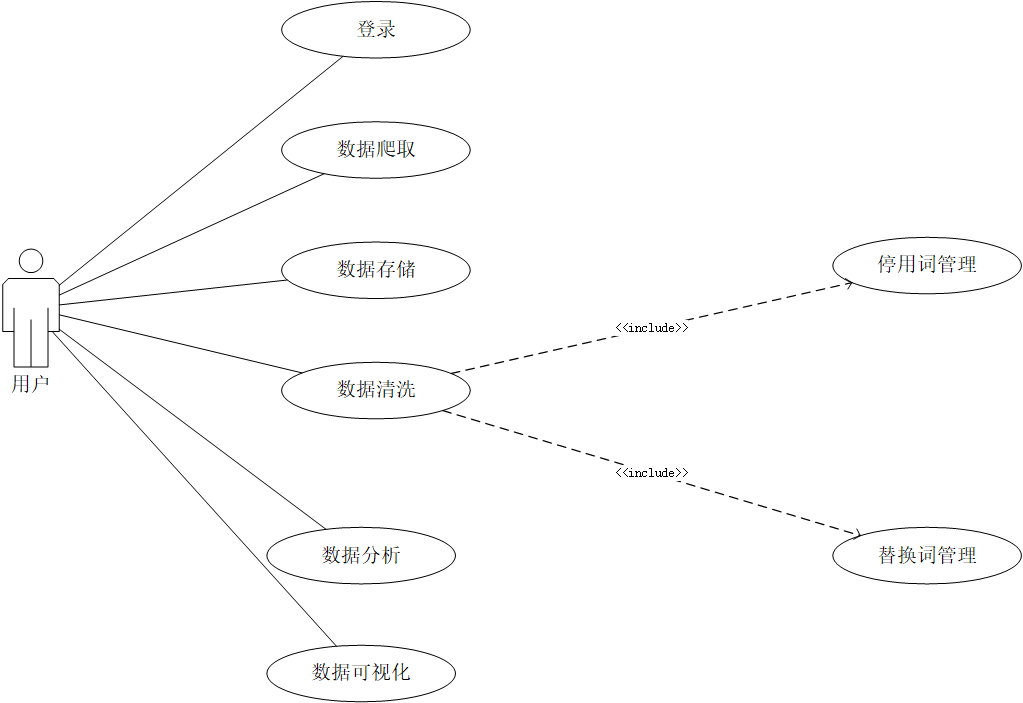 登录
数据爬取
数据存储
停用词管理
<<include>>
用户
数据清洗
<<include>>
数据分析
替换词管理
数据可视化